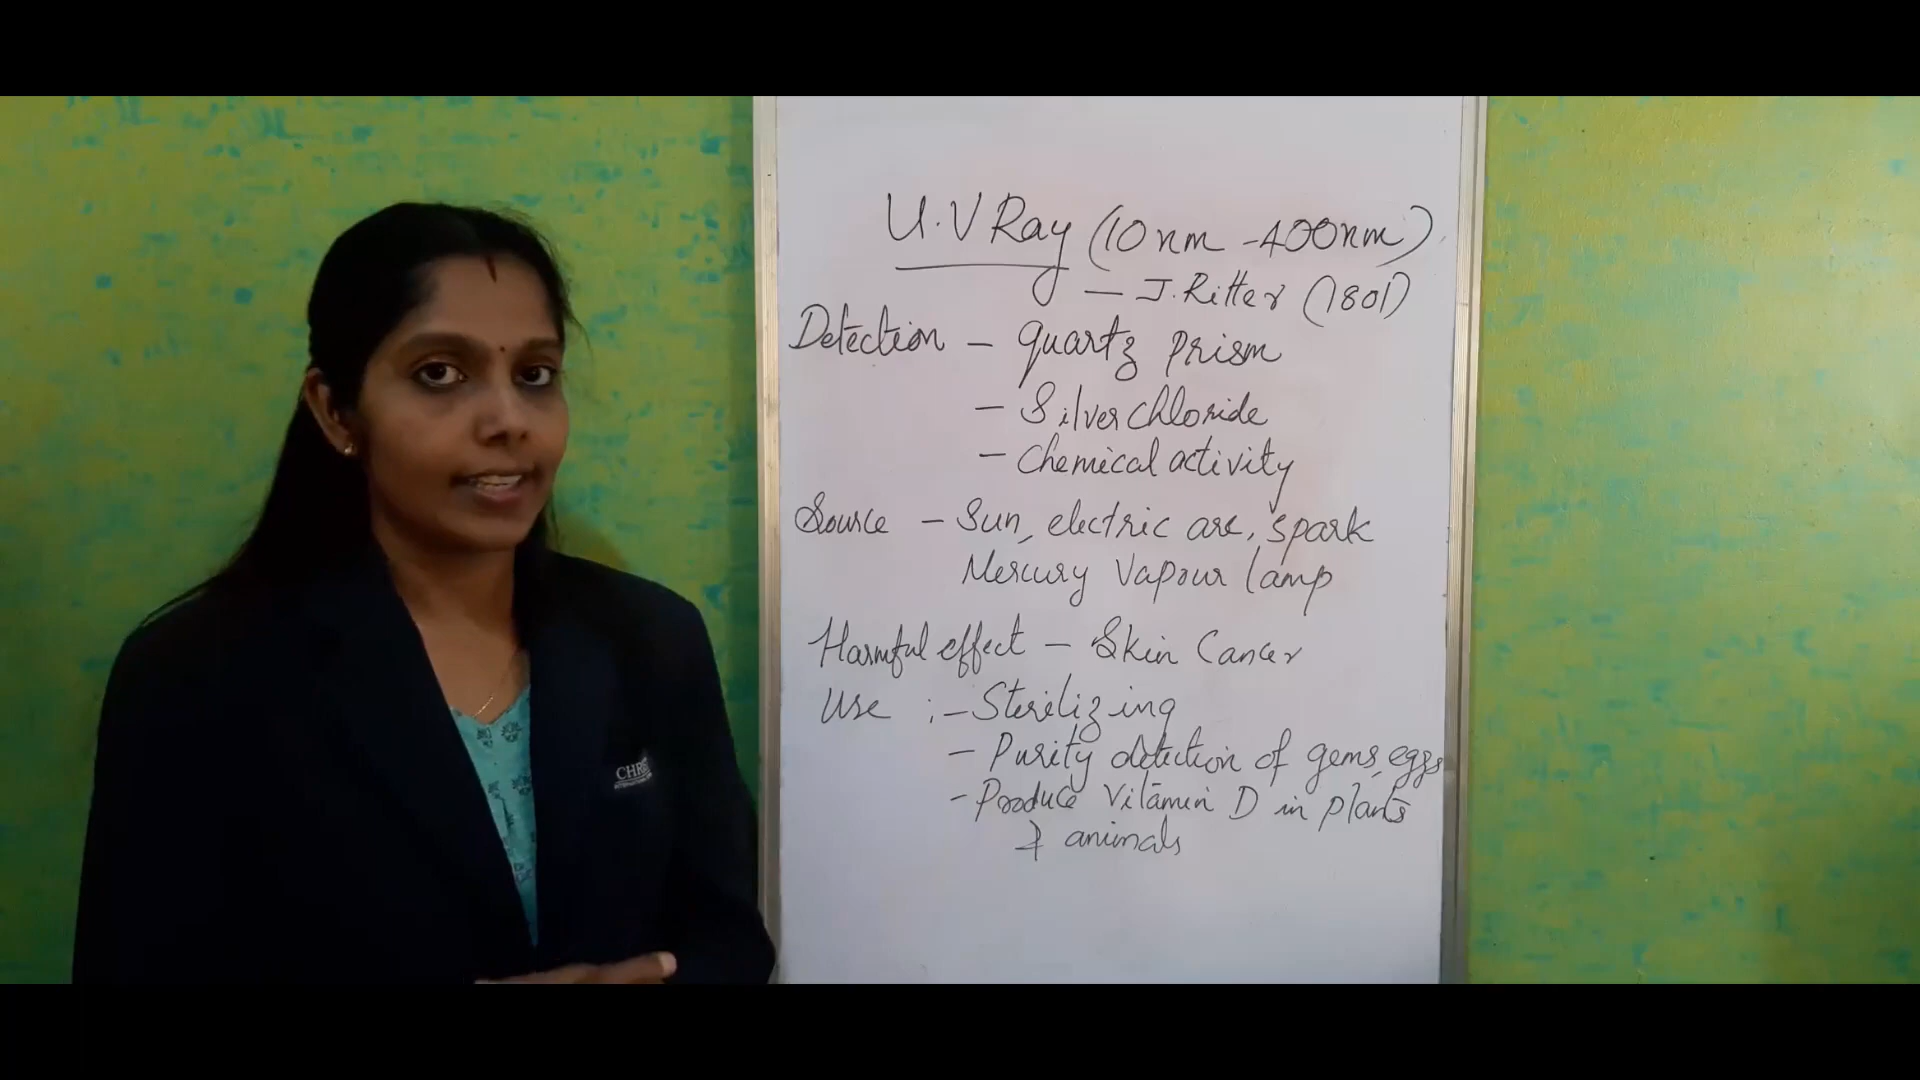 U.V Ray (10nm - 400nm)
- J. Ritter (1801)
Detection - quartz prism
- Silver chloride
- Chemical activity
Source - Sun, electric arc, spark
Mercury Vapour lamp
Harmful effect - Skin Cancer
Use :- Sterilizing
- Purity detection of gems, eggs
- Produce Vitamin D in plants
& animals